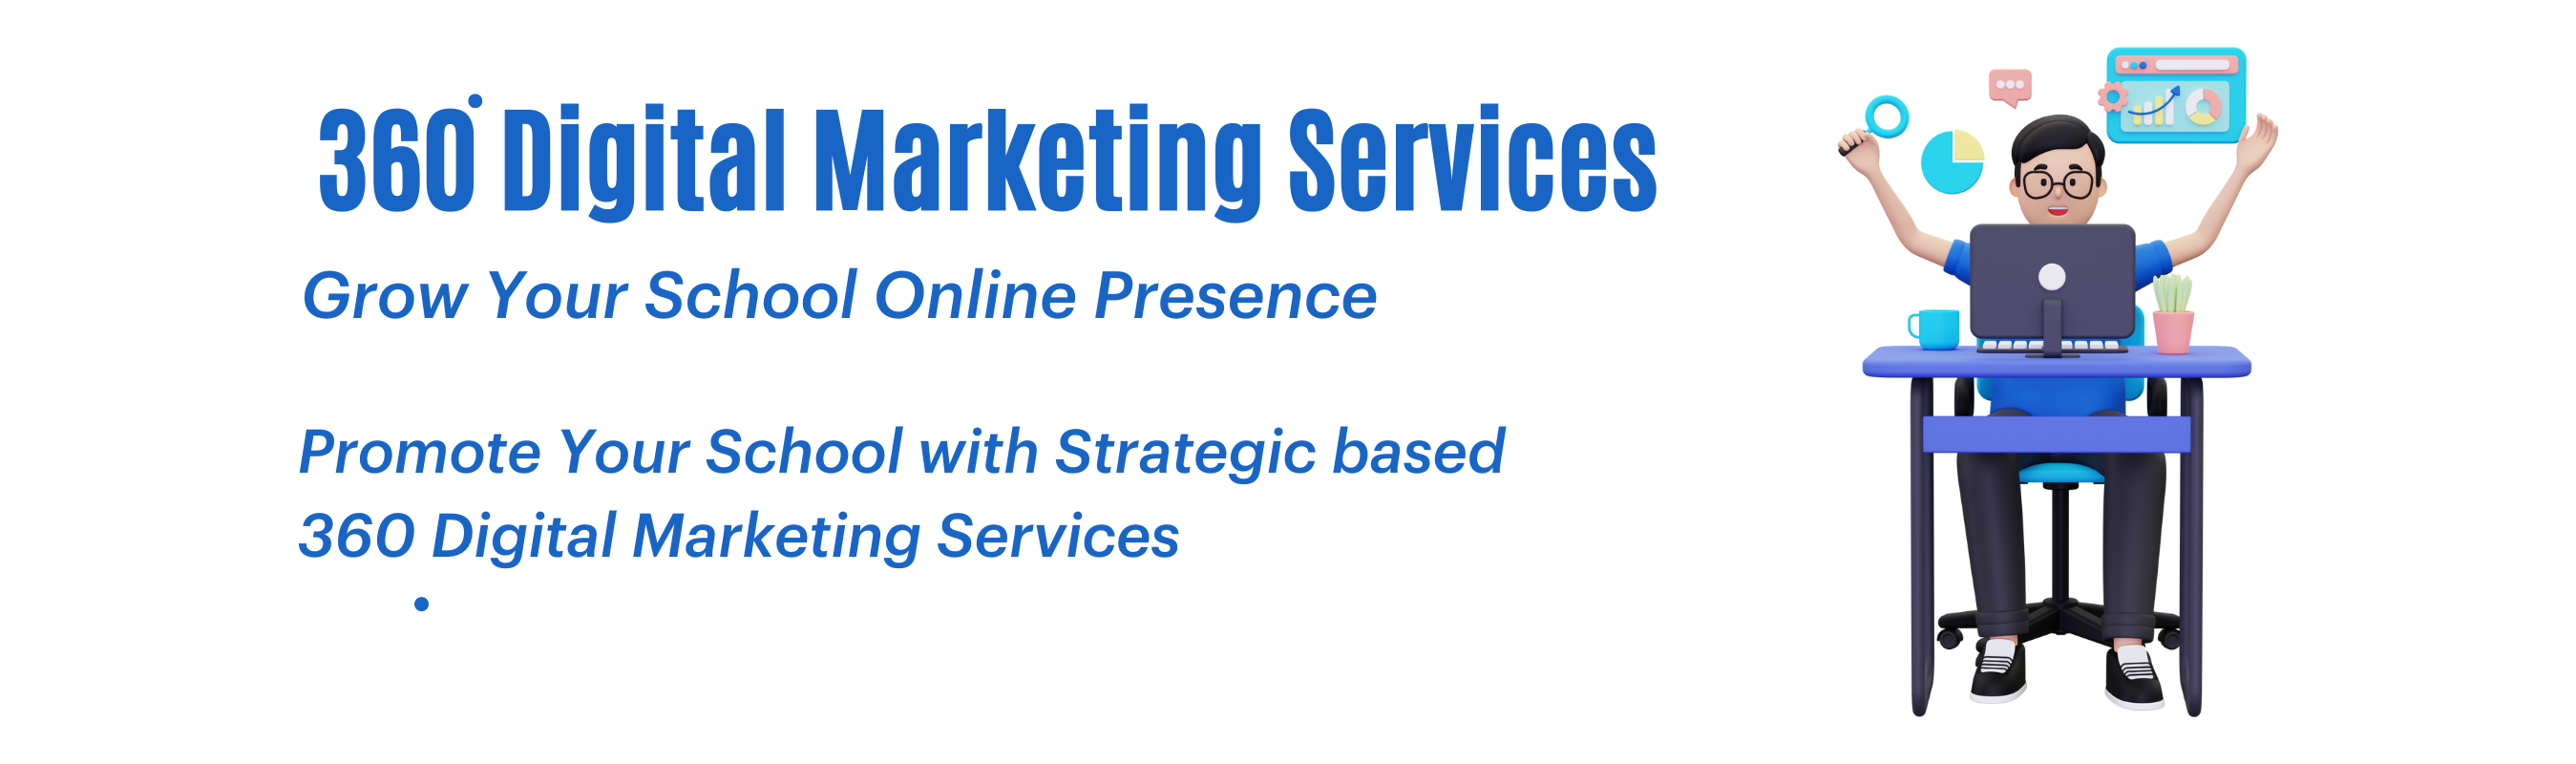 360° Digital Marketing Services
Grow Your School Online Presence
Promote Your School with Strategic based
360 Digital Marketing Services